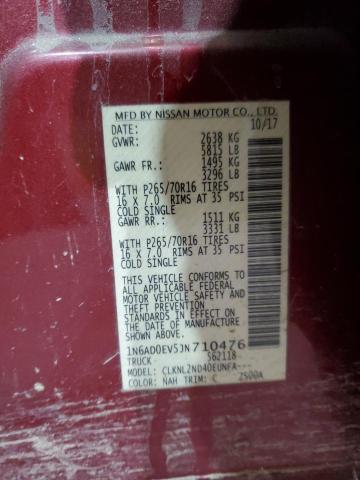 MFD BY NISSAN MOTOR CO., LTD.
DATE: 10/17
GVWR: 2638 KG
5815 LB
GAWR FR.: 1495 KG
3296 LB
WITH P265/70R16 TIRES
16 X 7.0 RIMS AT 35 PSI
COLD SINGLE
GAWR RR.: 1511 KG
3331 LB
WITH P265/70R16 TIRES
16 X 7.0 RIMS AT 35 PSI
COLD SINGLE
THIS VEHICLE CONFORMS TO
ALL APPLICABLE FEDERAL
MOTOR VEHICLE SAFETY AND
THEFT PREVENTION
STANDARDS IN EFFECT ON
THE DATE OF MANUFACTURE
SHOWN ABOVE.
1N6AD0EV5JN710476
TRUCK S62118
MODEL: CLKNL2ND40EUNFA---
COLOR: NAH TRIM: C 2500A